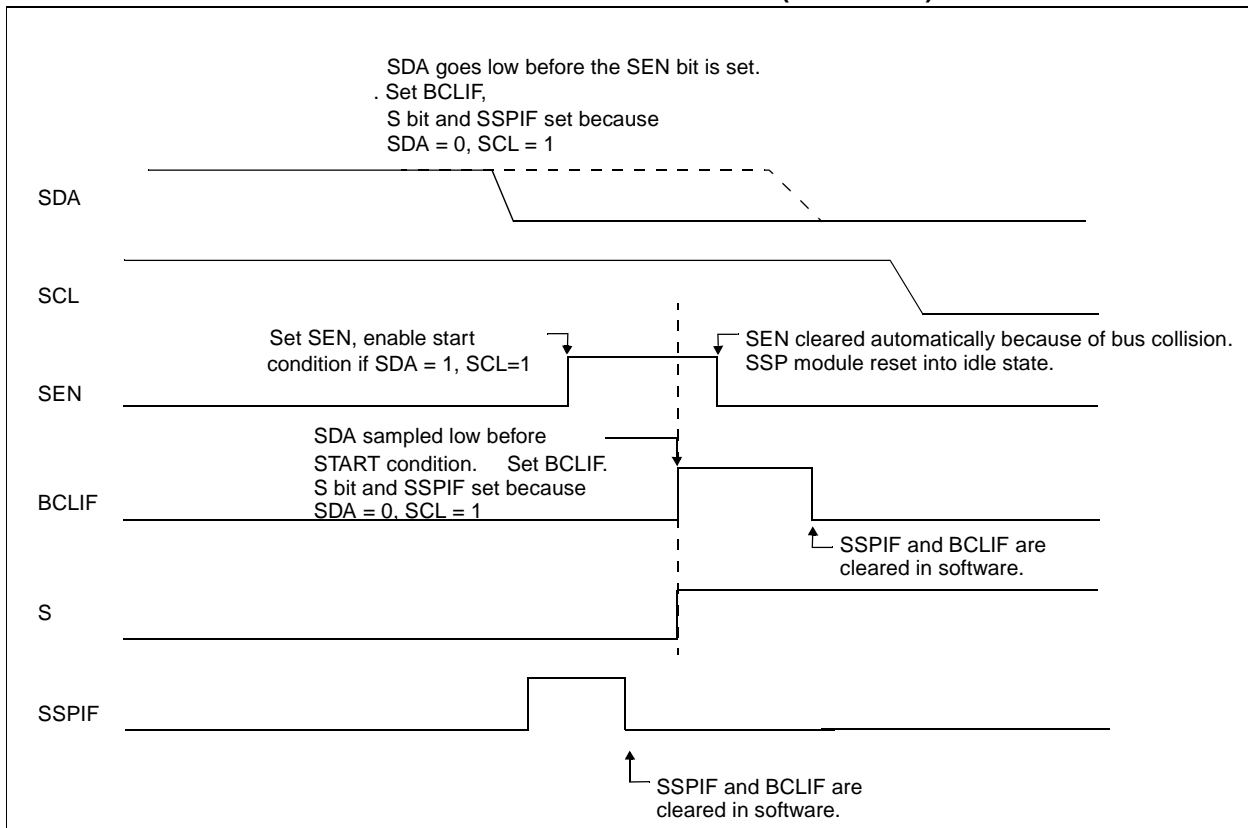 SDA goes low before the SEN bit is set.
. Set BCLIF,
S bit and SSPIF set because
SDA = 0, SCL = 1
SDA
SCL
Set SEN, enable start
condition if SDA = 1, SCL=1
SEN cleared automatically because of bus collision.
SSP module reset into idle state.
SEN
SDA sampled low before
START condition. Set BCLIF.
S bit and SSPIF set because
SDA = 0, SCL = 1
BCLIF
SSPIF and BCLIF are
cleared in software.
S
SSPIF
SSPIF and BCLIF are
cleared in software.